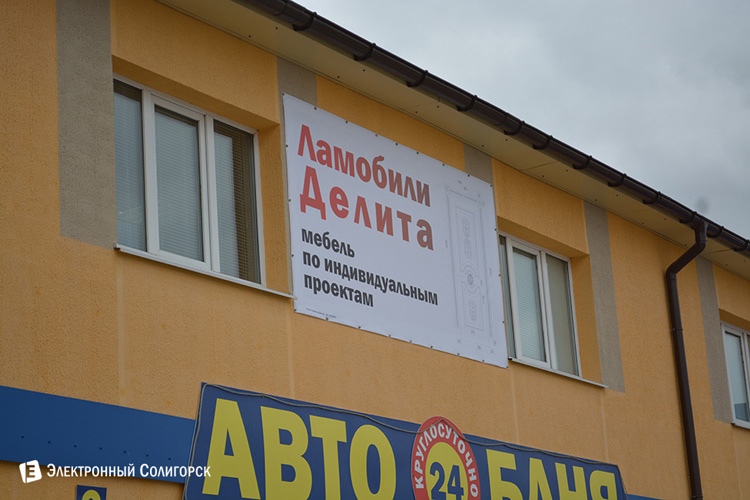 Ламобили
Делита
мебель
по индивидуальным
проектам
АВТО
КРУГЛОСУТОЧНО
24
БАНЯ
Электронный Солигорск